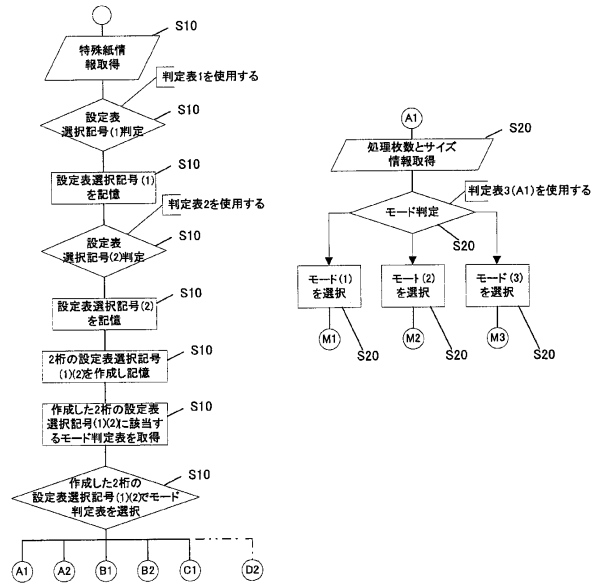 S10
特殊紙情
報取得
判定表1を使用する
S10
設定表
選択記号(1)判定
S10
設定表選択記号(1)
を記憶
判定表2を使用する
S10
設定表
選択記号(2)判定
S10
設定表選択記号(2)
を記憶
S10
2桁の設定表選択記号
(1)(2)を作成し記憶
S10
作成した2桁の設定表
選択記号(1)(2)に該当す
るモード判定表を取得
S10
作成した2桁の
設定表選択記号(1)(2)でモード
判定表を選択
A1
A2
B1
B2
C1
D2
A1
S20
処理枚数とサイズ
情報取得
判定表3(A1)を使用する
モード判定
S20
モード(1)
を選択
モート(2)
を選択
モード(3)
を選択
M1
M2
M3
S20
S20
S20